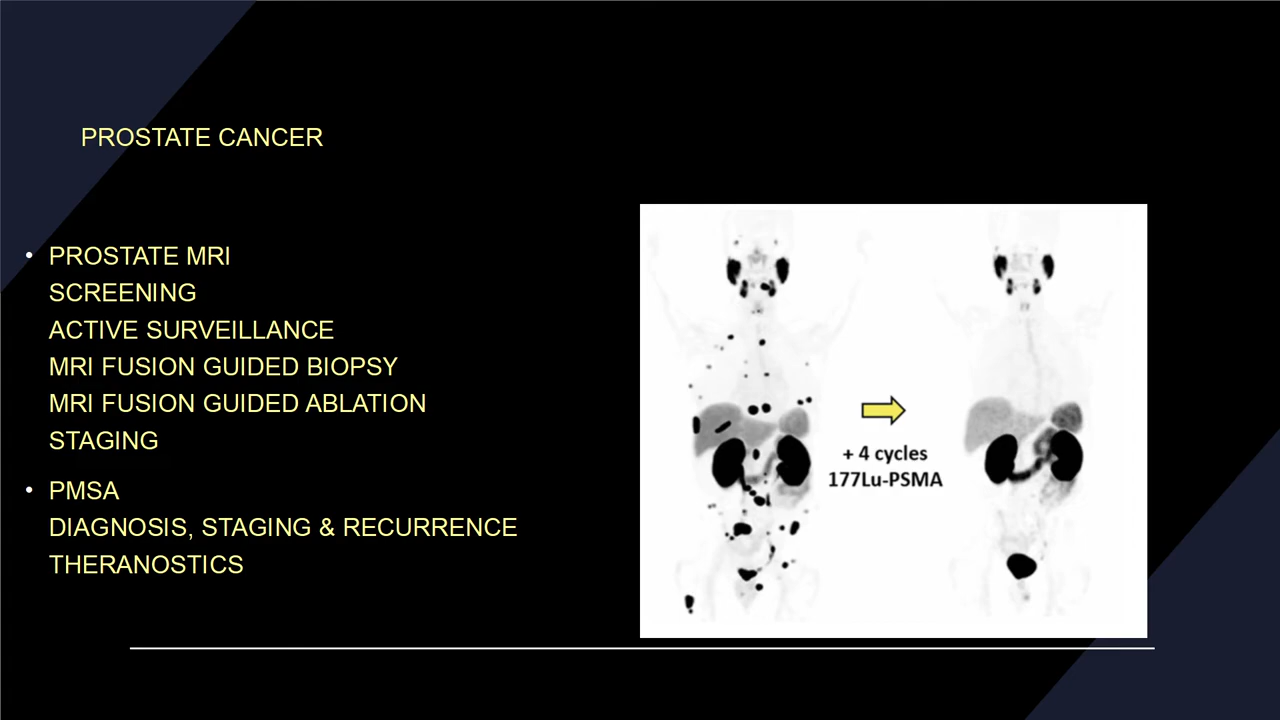 PROSTATE CANCER
• PROSTATE MRI
SCREENING
ACTIVE SURVEILLANCE
MRI FUSION GUIDED BIOPSY
MRI FUSION GUIDED ABLATION
STAGING
• PMSA
DIAGNOSIS, STAGING & RECURRENCE
THERANOSTICS
+ 4 cycles
177Lu-PSMA